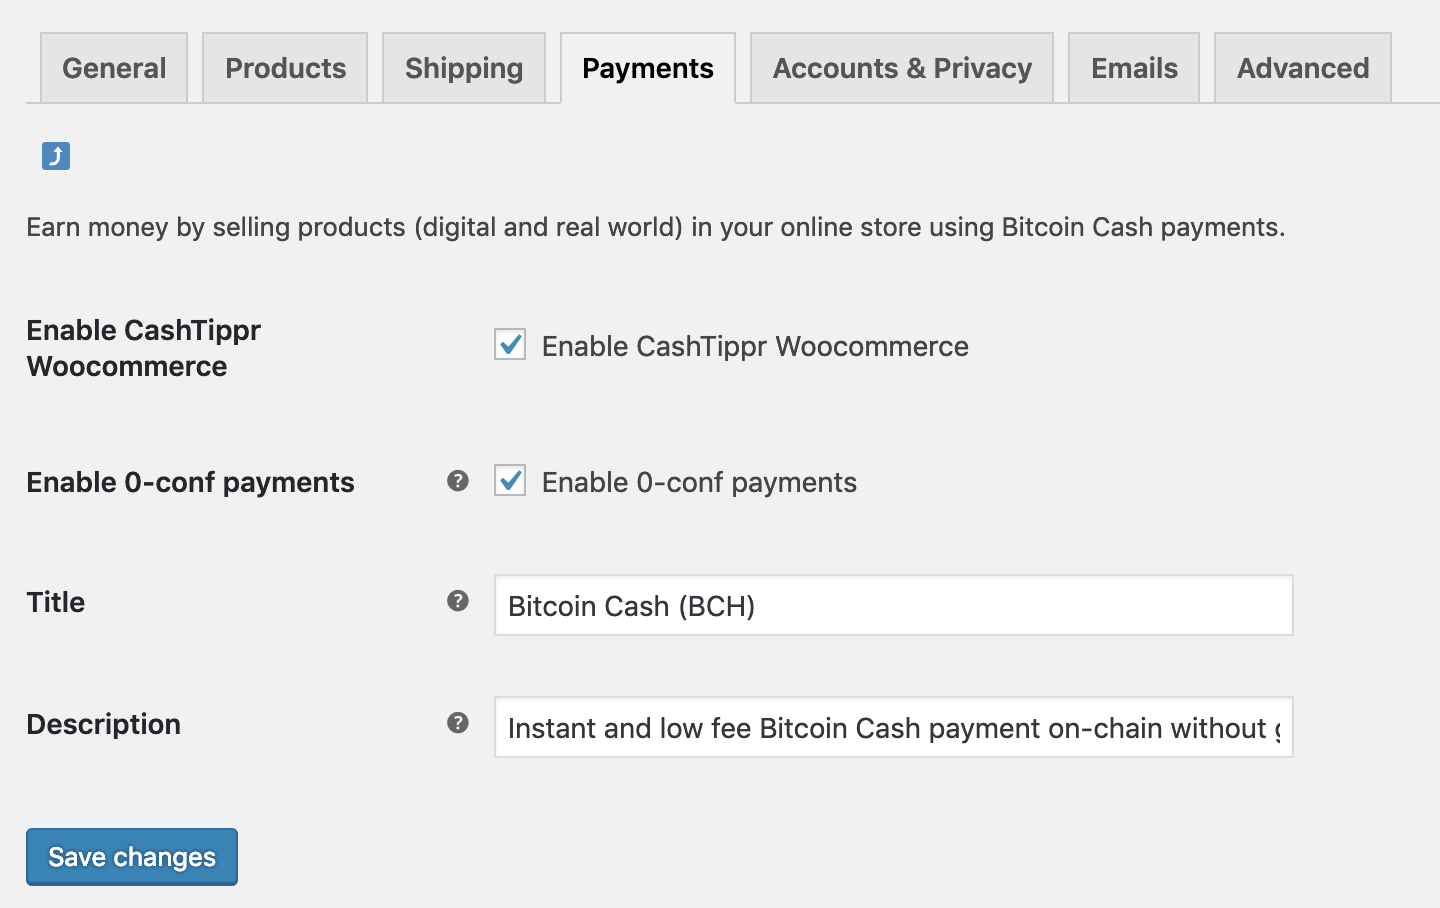 General Products Shipping Payments Accounts & Privacy Emails Advanced
Earn money by selling products (digital and real world) in your online store using Bitcoin Cash payments.
Enable CashTippr
Woocommerce
Enable CashTippr Woocommerce
Enable 0-conf payments
Enable 0-conf payments
Title
Bitcoin Cash (BCH)
Description
Instant and low fee Bitcoin Cash payment on-chain without
Save changes